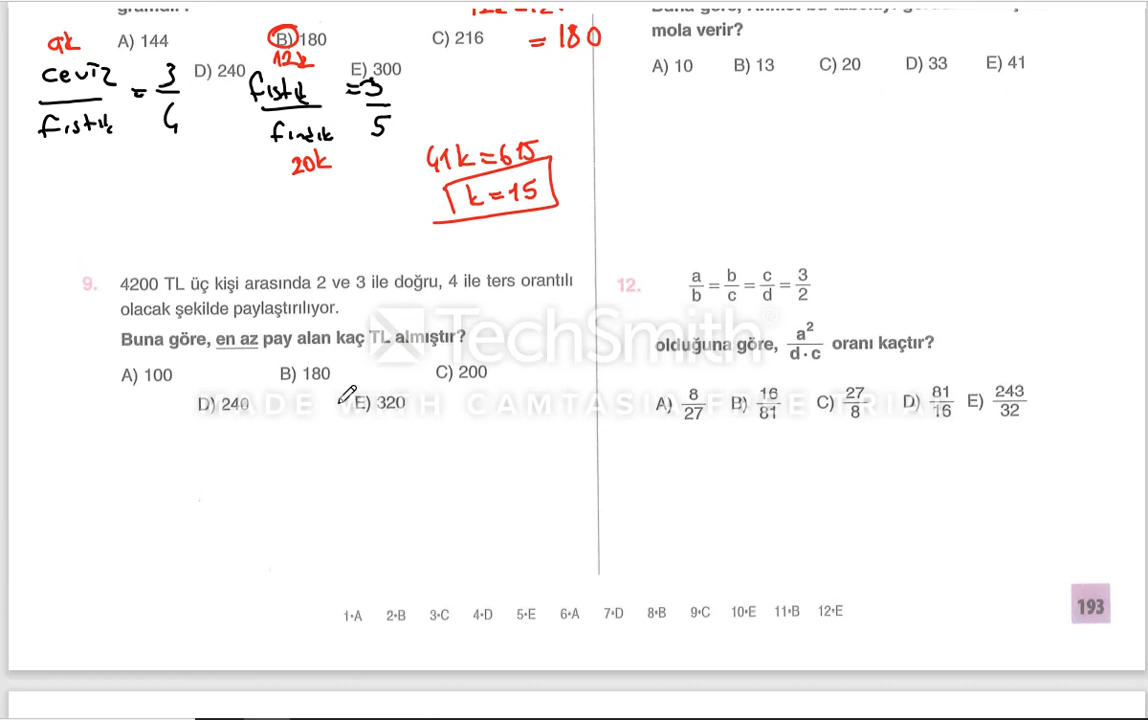 gramdır?
A) 144
B) 180
C) 216
= 180
9k
12k
D) 240
E) 300
ceviz
fıstık
= 3
4
fıstık
fındık
= 3
5
20k
41k = 615
k = 15
mola verir?
A) 10 B) 13 C) 20 D) 33 E) 41
9. 4200 TL üç kişi arasında 2 ve 3 ile doğru, 4 ile ters orantılı
olacak şekilde paylaştırılıyor.
Buna göre, en az pay alan kaç TL almıştır?
A) 100 B) 180 C) 200
D) 240 E) 320
12. a/b = b/c = c/d = 3/2
olduğuna göre, a²/d·c oranı kaçtır?
A) 8/27 B) 16/81 C) 27/8 D) 81/16 E) 243/32
TechSmith®
MADE WITH CAMTASIA FREE TRIAL
1•A 2•B 3•C 4•D 5•E 6•A 7•D 8•B 9•C 10•E 11•B 12•E
193